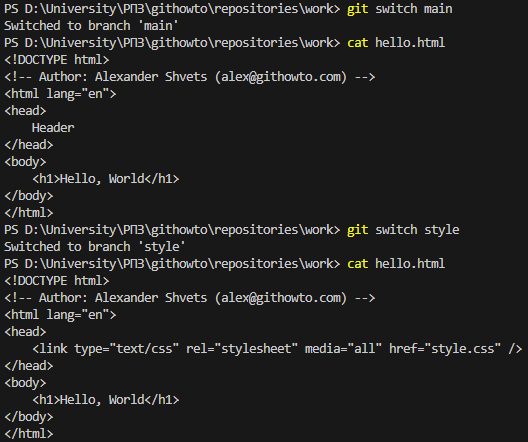 PS D:\University\РПЗ\githowto\repositories\work> git switch main
Switched to branch 'main'
PS D:\University\РПЗ\githowto\repositories\work> cat hello.html
<!DOCTYPE html>
<!-- Author: Alexander Shvets (alex@githowto.com) -->
<html lang="en">
<head>
    Header
</head>
<body>
    <h1>Hello, World</h1>
</body>
</html>
PS D:\University\РПЗ\githowto\repositories\work> git switch style
Switched to branch 'style'
PS D:\University\РПЗ\githowto\repositories\work> cat hello.html
<!DOCTYPE html>
<!-- Author: Alexander Shvets (alex@githowto.com) -->
<html lang="en">
<head>
    <link type="text/css" rel="stylesheet" media="all" href="style.css" />
</head>
<body>
    <h1>Hello, World</h1>
</body>
</html>